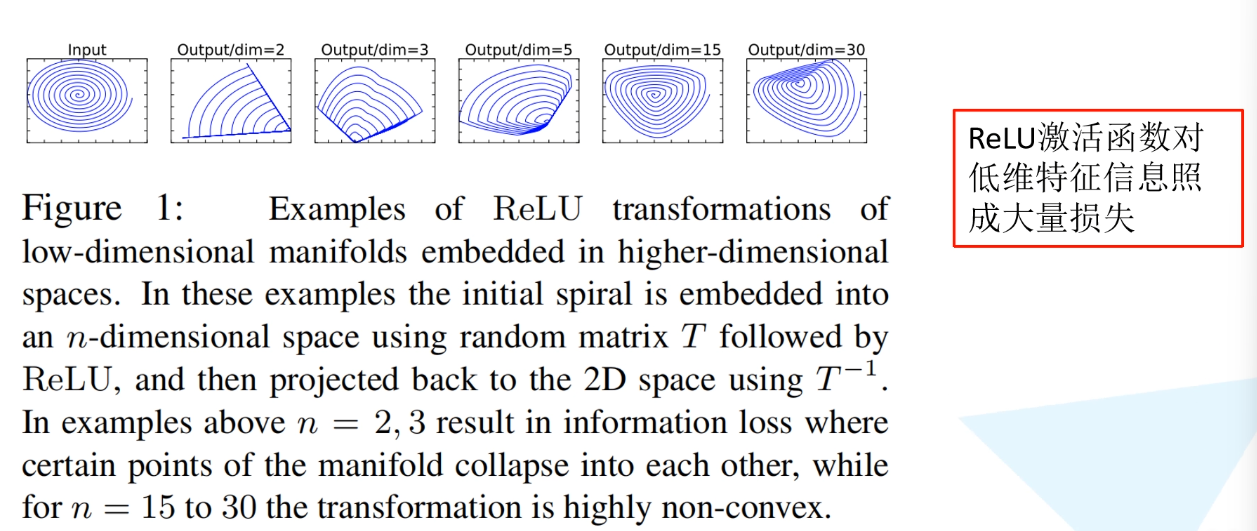 Input Output/dim=2 Output/dim=3 Output/dim=5 Output/dim=15 Output/dim=30
Figure 1: Examples of ReLU transformations of
low-dimensional manifolds embedded in higher-dimensional
spaces. In these examples the initial spiral is embedded into
an n-dimensional space using random matrix T followed by
ReLU, and then projected back to the 2D space using T⁻¹.
In examples above n = 2, 3 result in information loss where
certain points of the manifold collapse into each other, while
for n = 15 to 30 the transformation is highly non-convex.
ReLU激活函数对
低维特征信息照
成大量损失